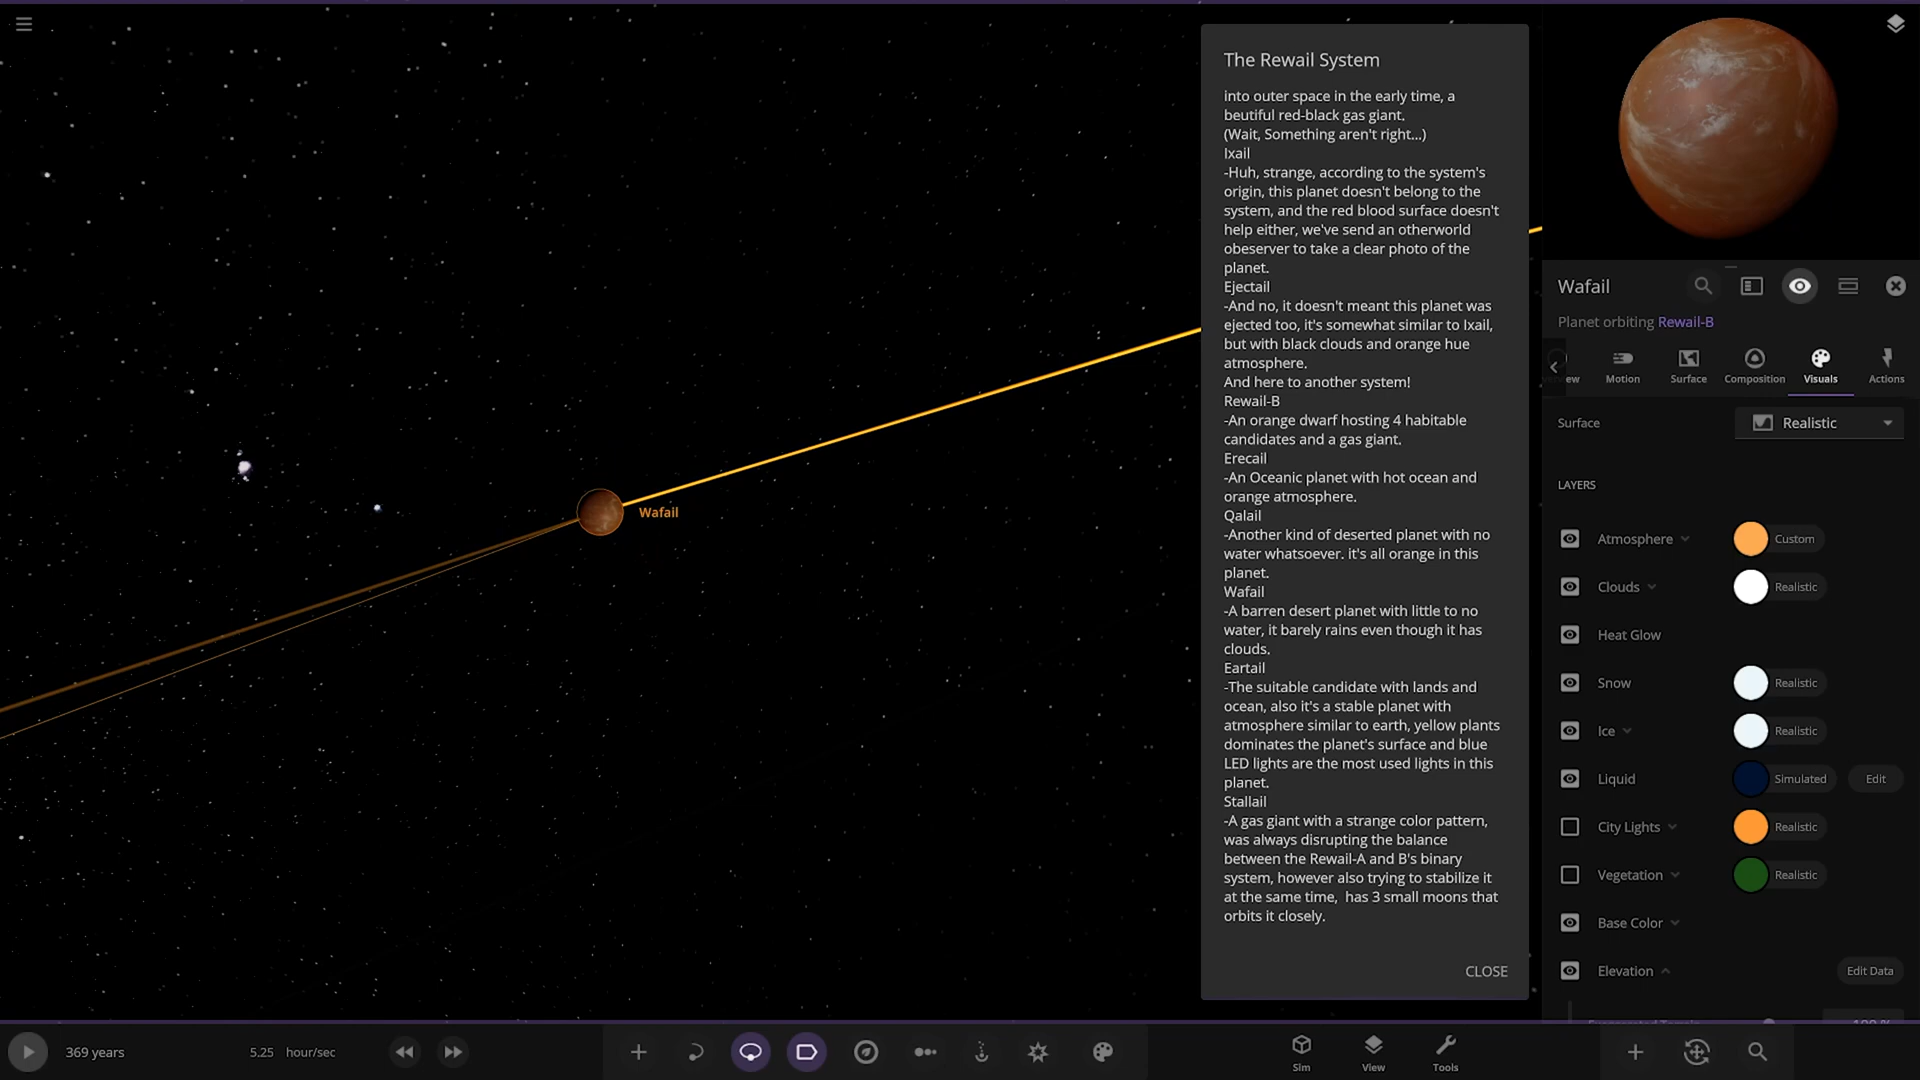 The Rewail System
into outer space in the early time, a
beutiful red-black gas giant.
(Wait, Something aren't right...)
Ixail
-Huh, strange, according to the system's
origin, this planet doesn't belong to the
system, and the red blood surface doesn't
help either, we've send an otherworld
obeserver to take a clear photo of the
planet.
Ejectail
-And no, it doesn't meant this planet was
ejected too, it's somewhat similar to Ixail,
but with black clouds and orange hue
atmosphere.
And here to another system!
Rewail-B
-An orange dwarf hosting 4 habitable
candidates and a gas giant.
Erecail
-An Oceanic planet with hot ocean and
orange atmosphere.
Qalail
-Another kind of deserted planet with no
water whatsoever. it's all orange in this
planet.
Wafail
-A barren desert planet with little to no
water, it barely rains even though it has
clouds.
Eartail
-The suitable candidate with lands and
ocean, also it's a stable planet with
atmosphere similar to earth, yellow plants
dominates the planet's surface and blue
LED lights are the most used lights in this
planet.
Stallail
-A gas giant with a strange color pattern,
was always disrupting the balance
between the Rewail-A and B's binary
system, however also trying to stabilize it
at the same time,  has 3 small moons that
orbits it closely.
CLOSE
Wafail
Wafail
Planet orbiting Rewail-B
ew Motion Surface Composition Visuals Actions
Surface Realistic
LAYERS
Atmosphere Custom
Clouds Realistic
Heat Glow
Snow Realistic
Ice Realistic
Liquid Simulated Edit
City Lights Realistic
Vegetation Realistic
Base Color
Elevation Edit Data
369 years 5.25 hour/sec
Sim View Tools